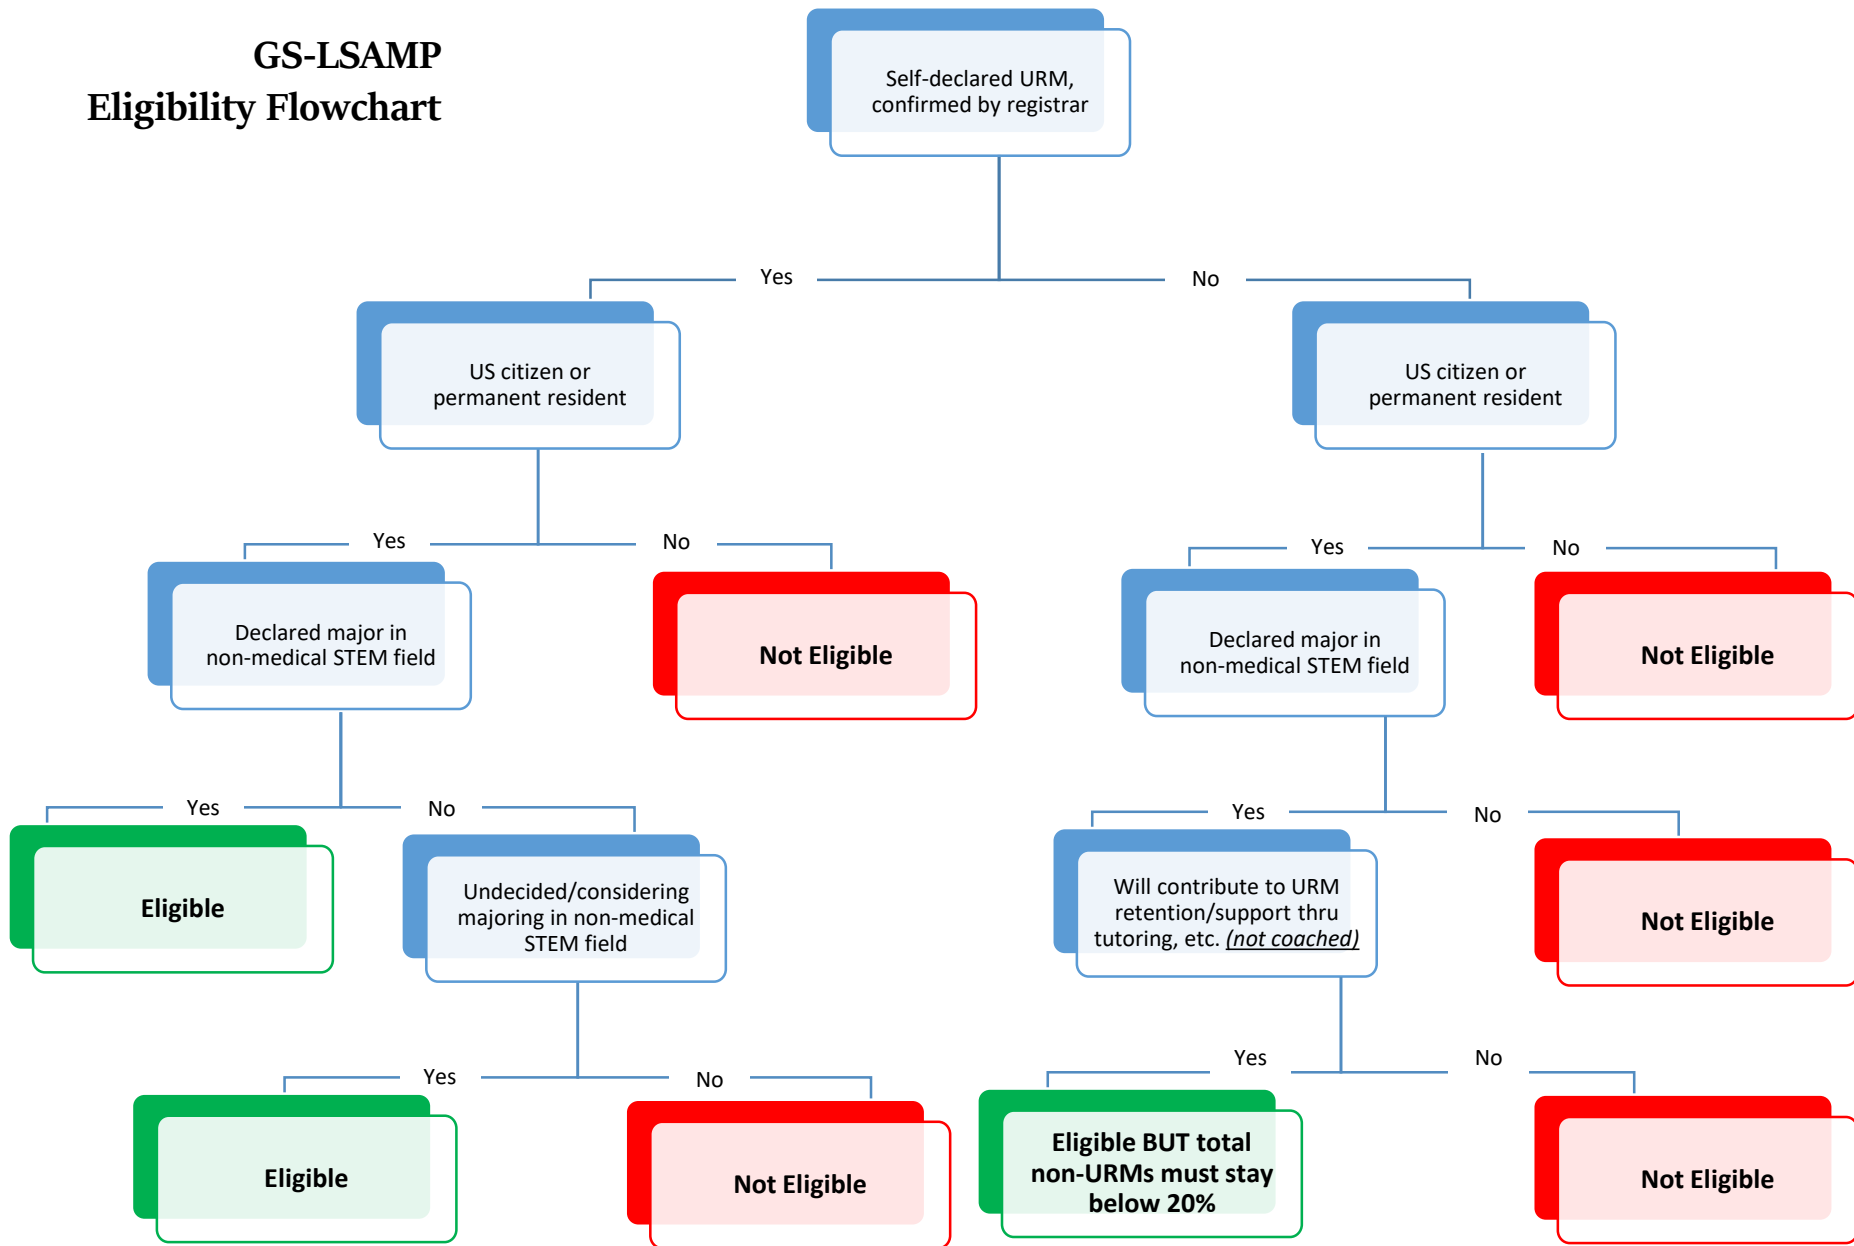 GS-LSAMP
Eligibility Flowchart
Self-declared URM,
confirmed by registrar
Yes
No
US citizen or
permanent resident
US citizen or
permanent resident
Yes
No
Yes
No
Declared major in
non-medical STEM field
Not Eligible
Declared major in
non-medical STEM field
Not Eligible
Yes
No
Yes
No
Eligible
Undecided/considering
majoring in non-medical
STEM field
Will contribute to URM
retention/support thru
tutoring, etc. (not coached)
Not Eligible
Yes
No
Yes
No
Eligible
Not Eligible
Eligible BUT total
non-URMs must stay
below 20%
Not Eligible